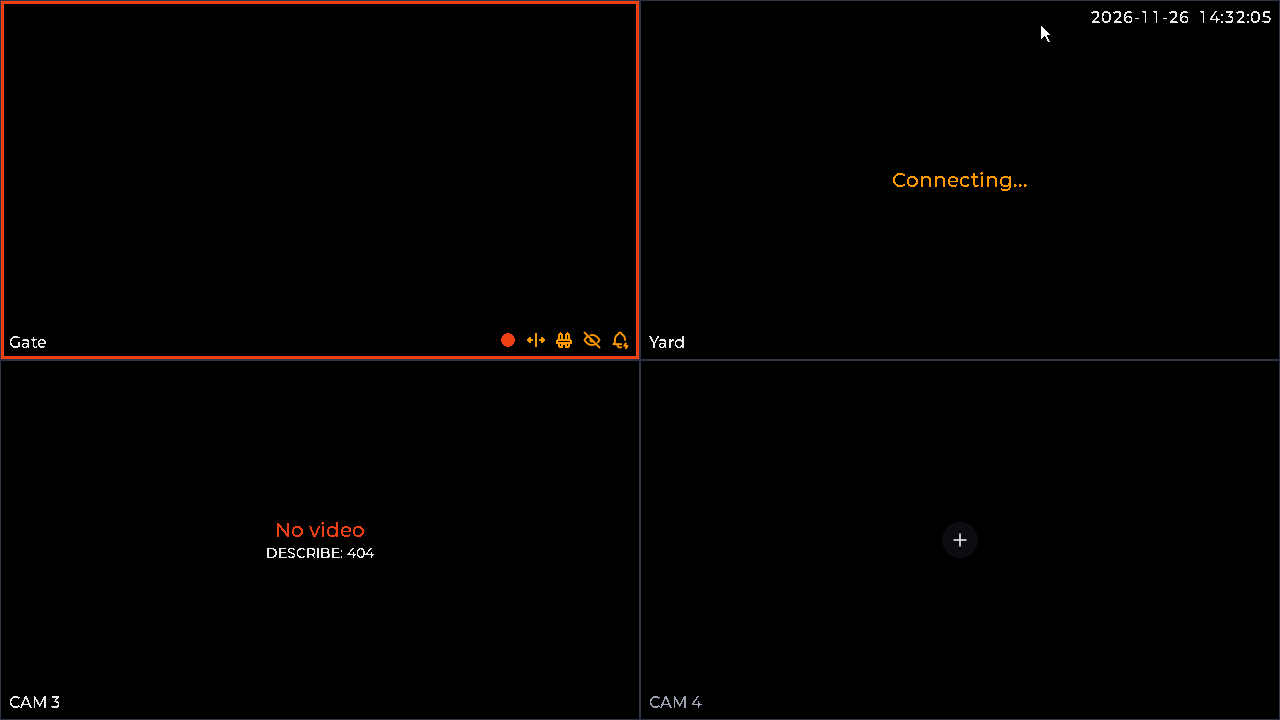 2026-11-26 14:32:05
Connecting...
Gate
Yard
No video
DESCRIBE: 404
CAM 3
CAM 4